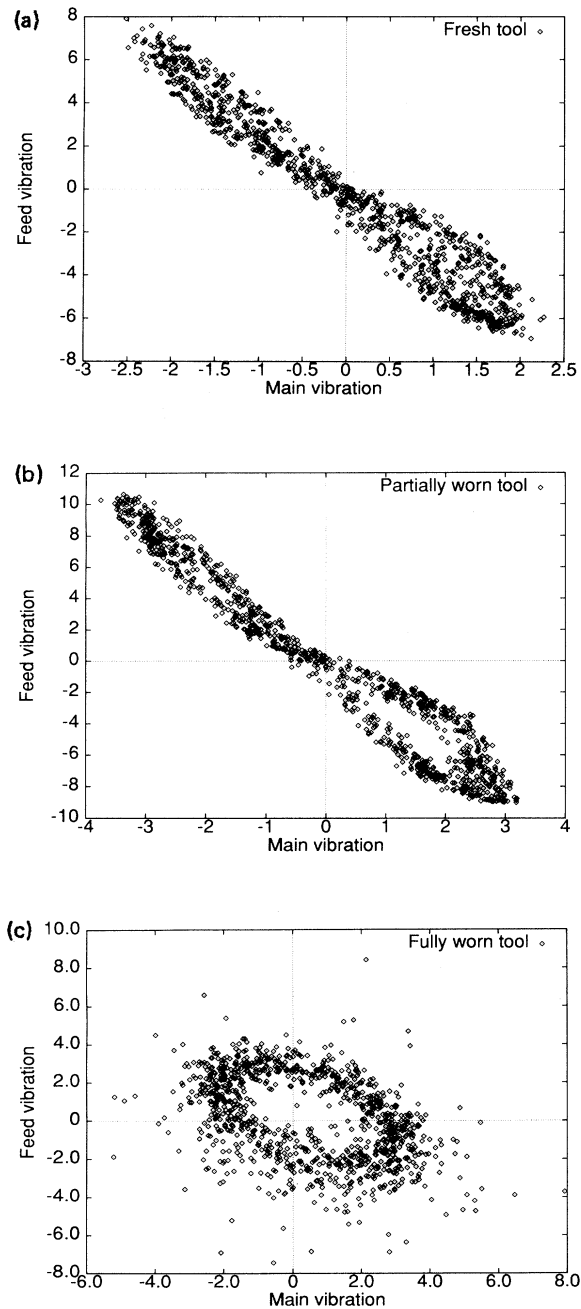 (a)
8
Fresh tool
6
4
2
0
-2
-4
-6
-8
Feed vibration
-3 -2.5 -2 -1.5 -1 -0.5 0 0.5 1 1.5 2 2.5
Main vibration
(b)
12
Partially worn tool
10
8
6
4
2
0
-2
-4
-6
-8
-10
Feed vibration
-4 -3 -2 -1 0 1 2 3 4
Main vibration
(c)
10.0
Fully worn tool
8.0
6.0
4.0
2.0
0
-2.0
-4.0
-6.0
-8.0
Feed vibration
-6.0 -4.0 -2.0 0 2.0 4.0 6.0 8.0
Main vibration